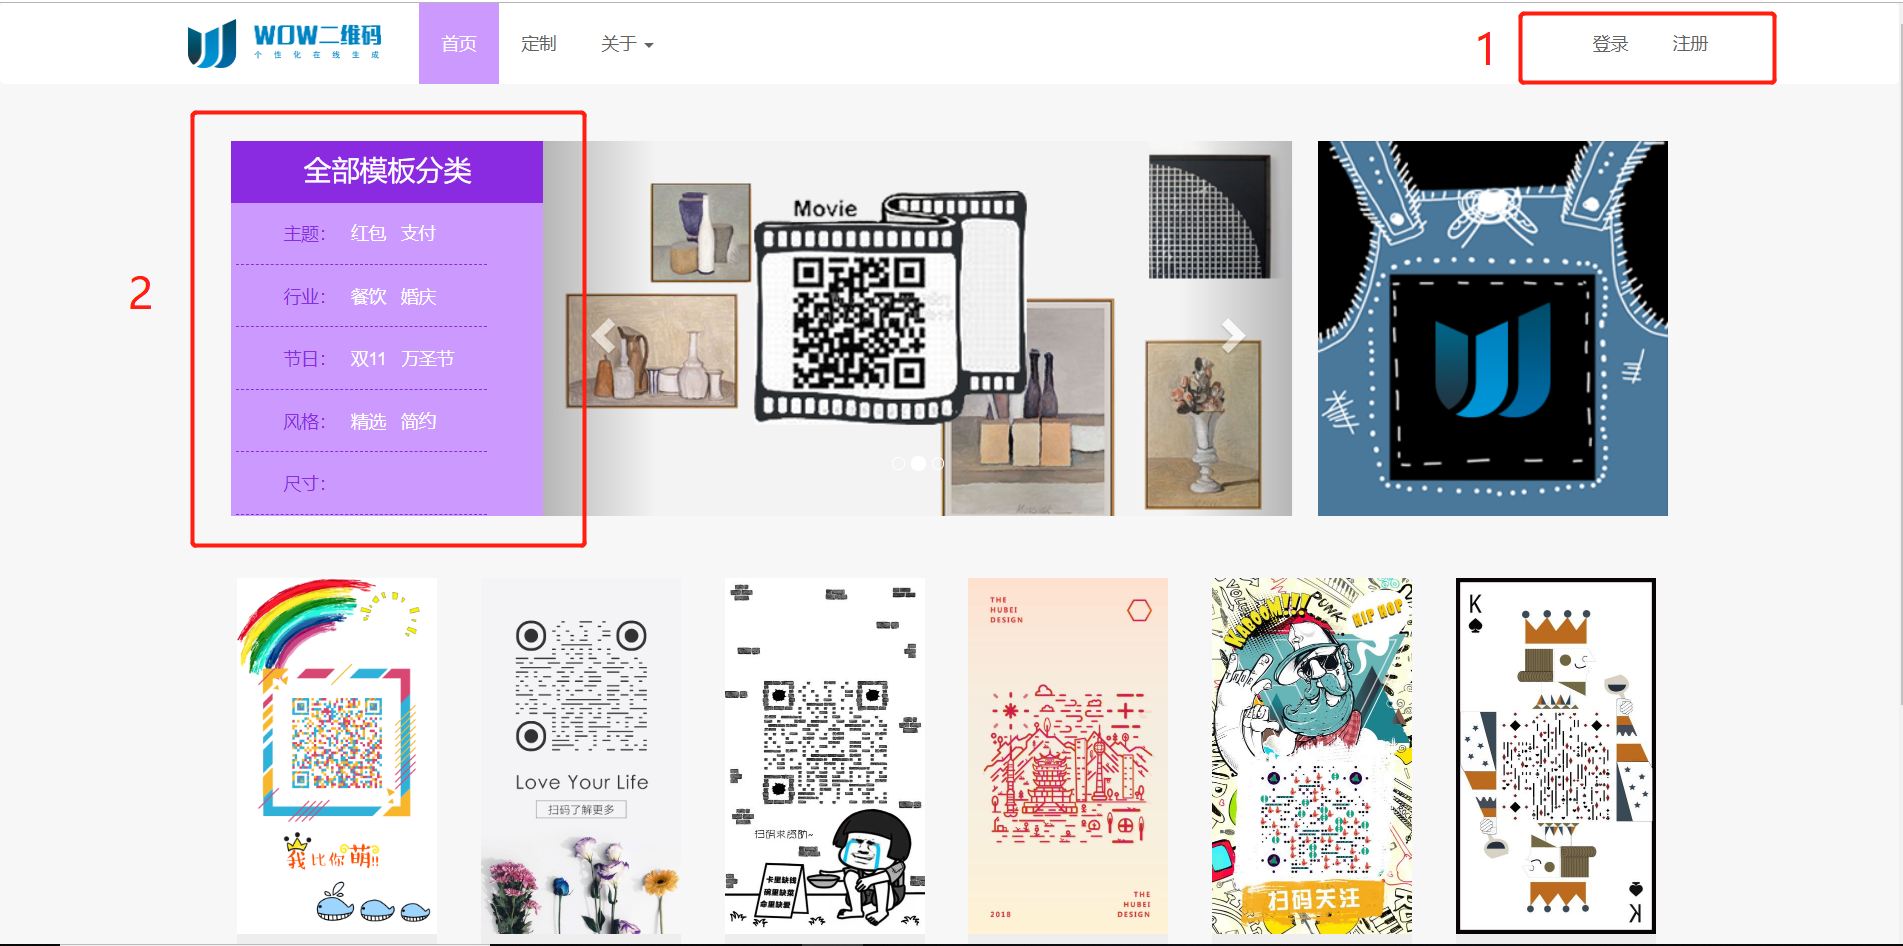 WOW二维码
个性化在线生成
首页 定制 关于
1
登录 注册
2
全部模板分类
主题： 红包 支付
行业： 餐饮 婚庆
节日： 双11 万圣节
风格： 精选 简约
尺寸：
Movie
我比你萌!!
Love Your Life
扫码了解更多
扫码求资助~
卡里缺钱
碗里缺菜
命里缺爱
THE
HUBEI
DESIGN
2018
THE
HUBEI
DESIGN
KABOOM!!!
PUNK
HIP HOP
扫码关注
K
K